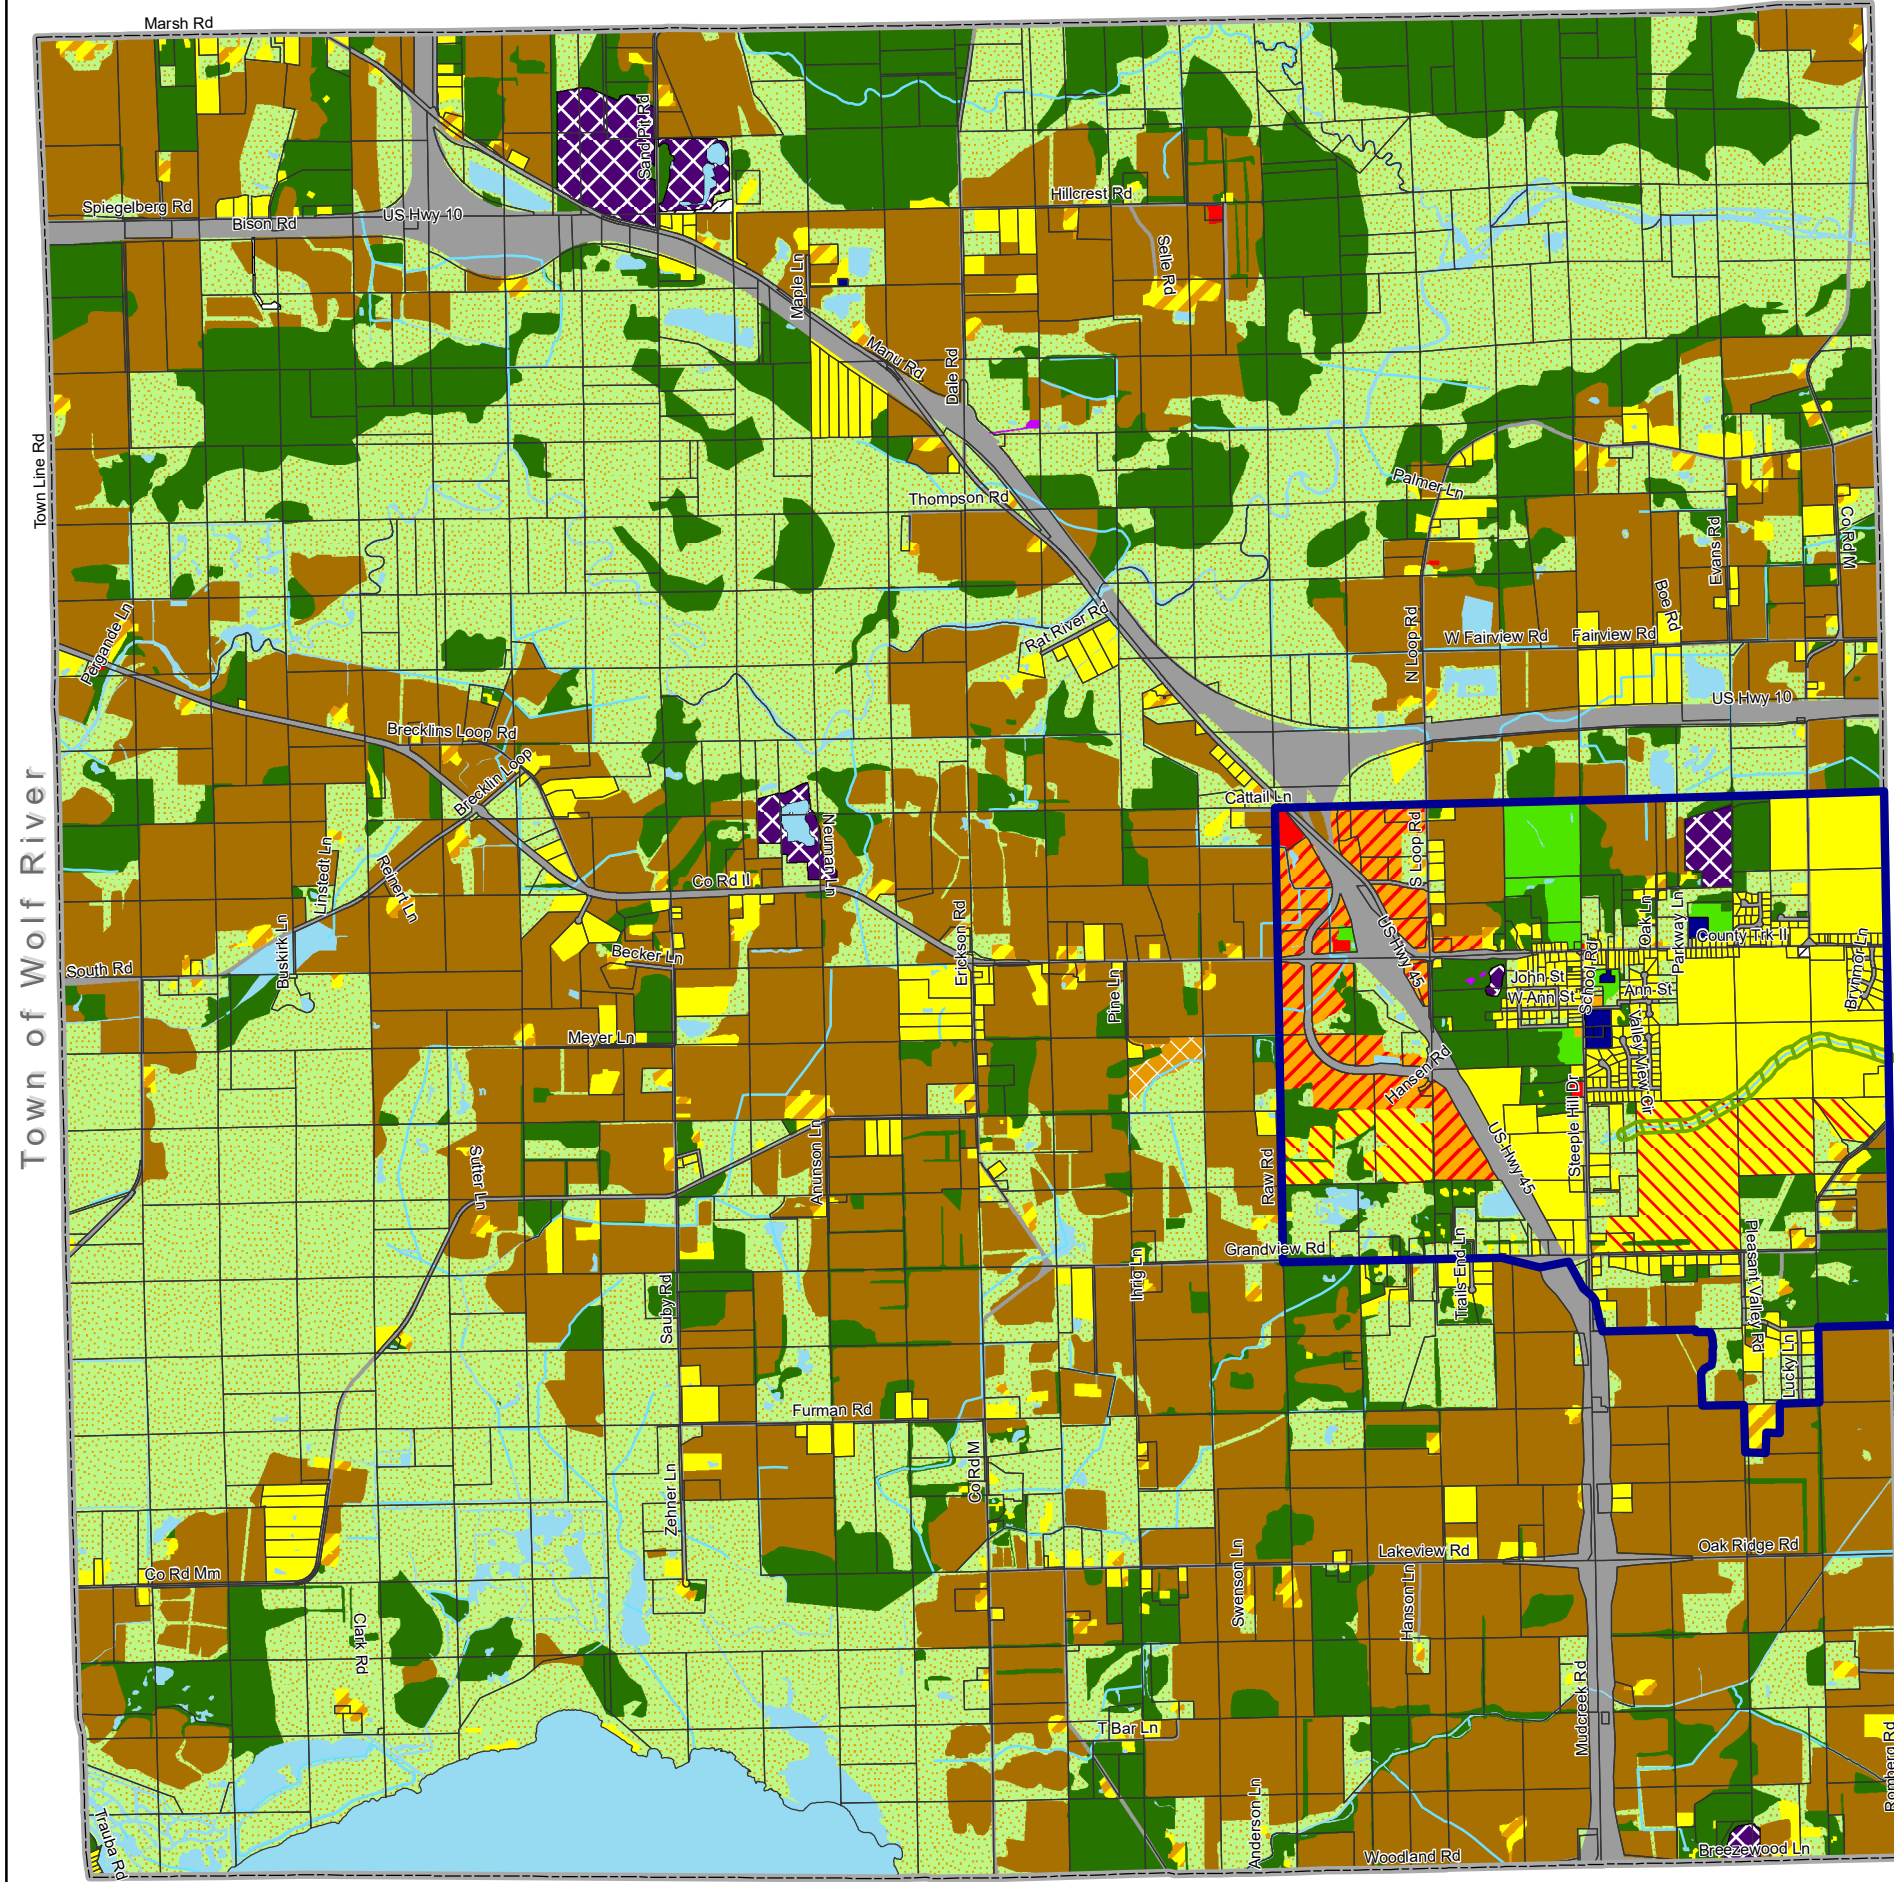 Marsh Rd
Sand Pit Rd
Spiegelberg Rd
Bison Rd
US Hwy 10
Hillcrest Rd
Selle Rd
Maple Ln
Manu Rd
Dale Rd
Town Line Rd
Thompson Rd
Palmer Ln
Evans Rd
Co Rd M
Pergande Ln
Rat River Rd
N Loop Rd
W Fairview Rd
Fairview Rd
Boe Rd
US Hwy 10
Brecklins Loop Rd
Brecklin Loop
Cattail Ln
Town of Wolf River
Linstedt Ln
Reinert Ln
Neuman Ln
Co Rd II
S Loop Rd
Buskirk Ln
Becker Ln
Erickson Rd
South Rd
US Hwy 45
Oak Ln
Parkway Ln
County Trk II
School Rd
John St
W Ann St
Ann St
Brymor Ln
Pine Ln
Meyer Ln
Valleyview Cir
Hansen Rd
Steeple Hill Dr
Sutter Ln
Anunson Ln
Raw Rd
US Hwy 45
Grandview Rd
Ihrig Ln
Trails End Ln
Pleasant Valley Rd
Sauby Rd
Lucky Ln
Furman Rd
Co Rd M
Zehner Ln
Swenson Ln
Lakeview Rd
Oak Ridge Rd
Co Rd Mm
Hanson Ln
Clark Rd
T Bar Ln
Mudcreek Rd
Romberg Rd
Trauba Rd
Anderson Ln
Woodland Rd
Breezewood Ln